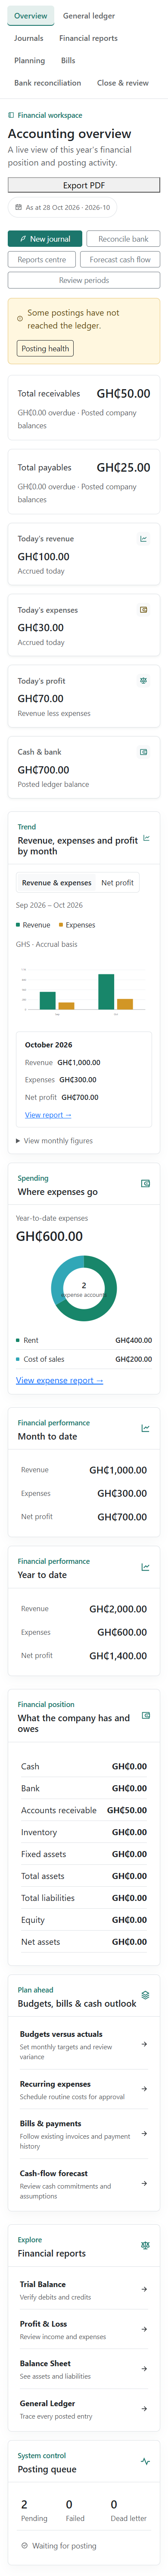 Overview
General ledger
Journals
Financial reports
Planning
Bills
Bank reconciliation
Close & review
Financial workspace
Accounting overview
A live view of this year's financial
position and posting activity.
Export PDF
As at 28 Oct 2026 · 2026-10
New journal
Reconcile bank
Reports centre
Forecast cash flow
Review periods
Some postings have not
reached the ledger.
Posting health
Total receivables
GH₵50.00
GH₵0.00 overdue · Posted company
balances
Total payables
GH₵25.00
GH₵0.00 overdue · Posted company
balances
Today's revenue
GH₵100.00
Accrued today
Today's expenses
GH₵30.00
Accrued today
Today's profit
GH₵70.00
Revenue less expenses
Cash & bank
GH₵700.00
Posted ledger balance
Trend
Revenue, expenses and profit
by month
Revenue & expenses
Net profit
Sep 2026 – Oct 2026
Revenue
Expenses
GHS · Accrual basis
October 2026
Revenue GH₵1,000.00
Expenses GH₵300.00
Net profit GH₵700.00
View report →
View monthly figures
Spending
Where expenses go
Year-to-date expenses
GH₵600.00
2
expense accounts
Rent
GH₵400.00
Cost of sales
GH₵200.00
View expense report →
Financial performance
Month to date
Revenue
GH₵1,000.00
Expenses
GH₵300.00
Net profit
GH₵700.00
Financial performance
Year to date
Revenue
GH₵2,000.00
Expenses
GH₵600.00
Net profit
GH₵1,400.00
Financial position
What the company has and
owes
Cash
GH₵0.00
Bank
GH₵0.00
Accounts receivable
GH₵50.00
Inventory
GH₵0.00
Fixed assets
GH₵0.00
Total assets
GH₵0.00
Total liabilities
GH₵0.00
Equity
GH₵0.00
Net assets
GH₵0.00
Plan ahead
Budgets, bills & cash outlook
Budgets versus actuals
Set monthly targets and review
variance
Recurring expenses
Schedule routine costs for approval
Bills & payments
Follow existing invoices and payment
history
Cash-flow forecast
Review cash commitments and
assumptions
Explore
Financial reports
Trial Balance
Verify debits and credits
Profit & Loss
Review income and expenses
Balance Sheet
See assets and liabilities
General Ledger
Trace every posted entry
System control
Posting queue
2
0
0
Pending
Failed
Dead letter
Waiting for posting